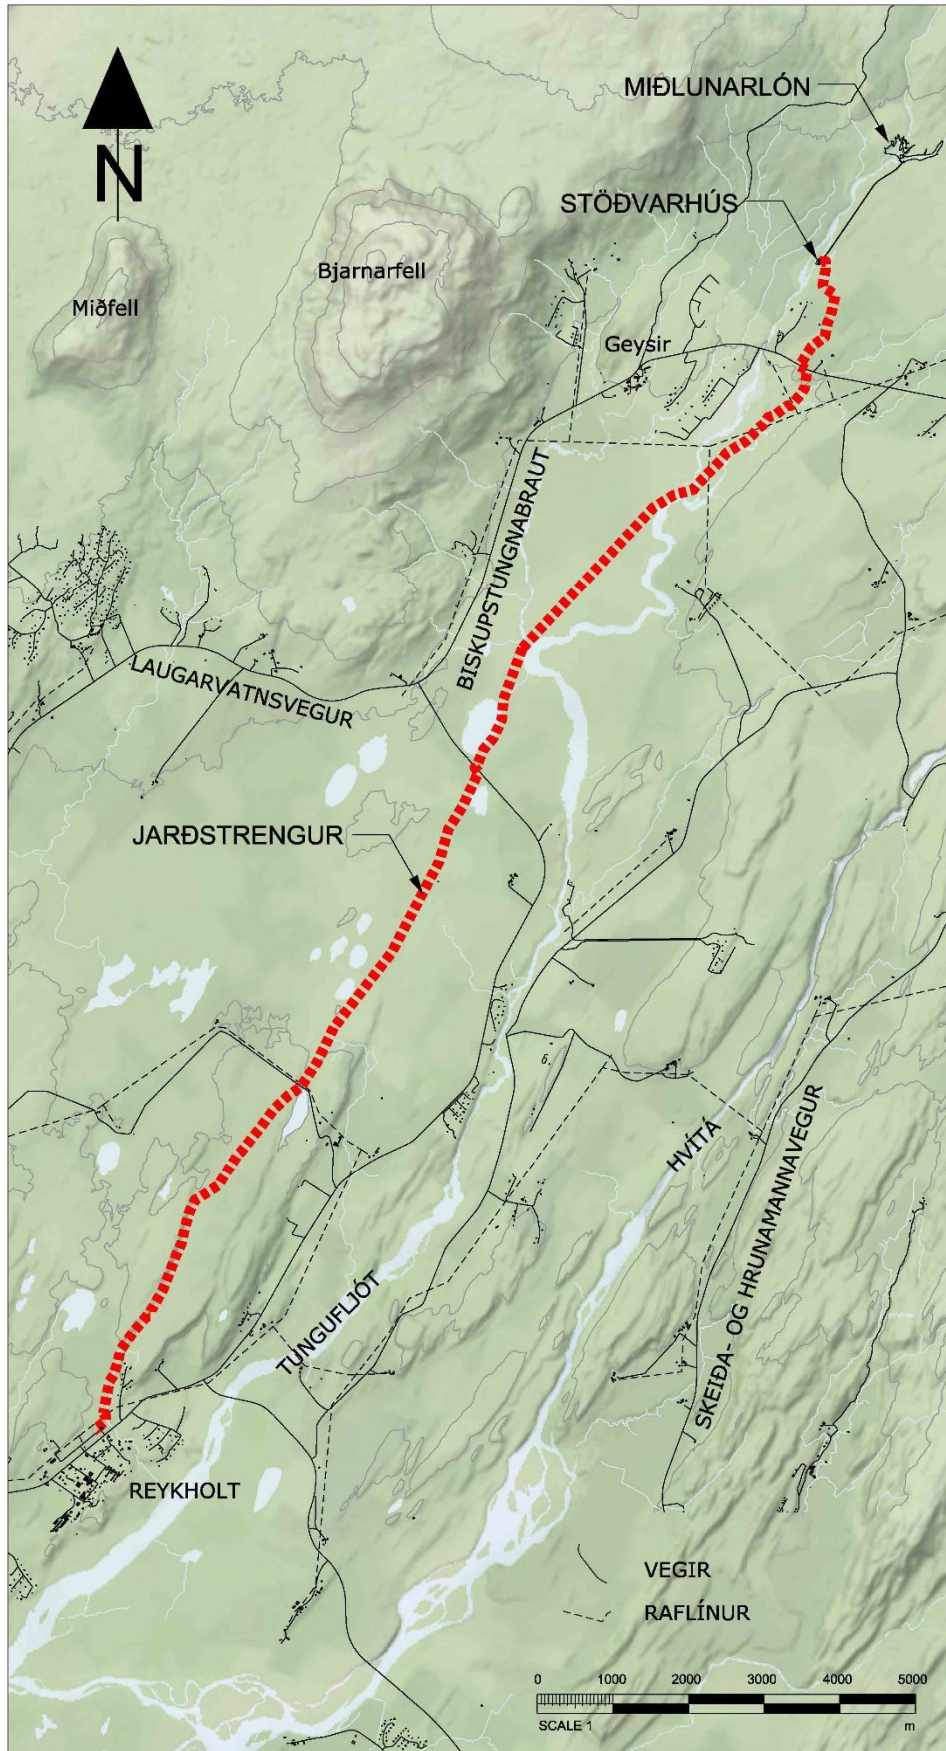 MIÐLUNARLÓN
N
STÖÐVARHÚS
Bjarnarfell
Miðfell
Geysir
BISKUPSTUNGNABRAUT
LAUGARVATNSVEGUR
JARÐSTRENGUR
HVÍTÁ
SKEIÐA- OG HRUNAMANNAVEGUR
TUNGUFLJÓT
REYKHOLT
VEGIR
RAFLÍNUR
0 1000 2000 3000 4000 5000
SCALE 1 m